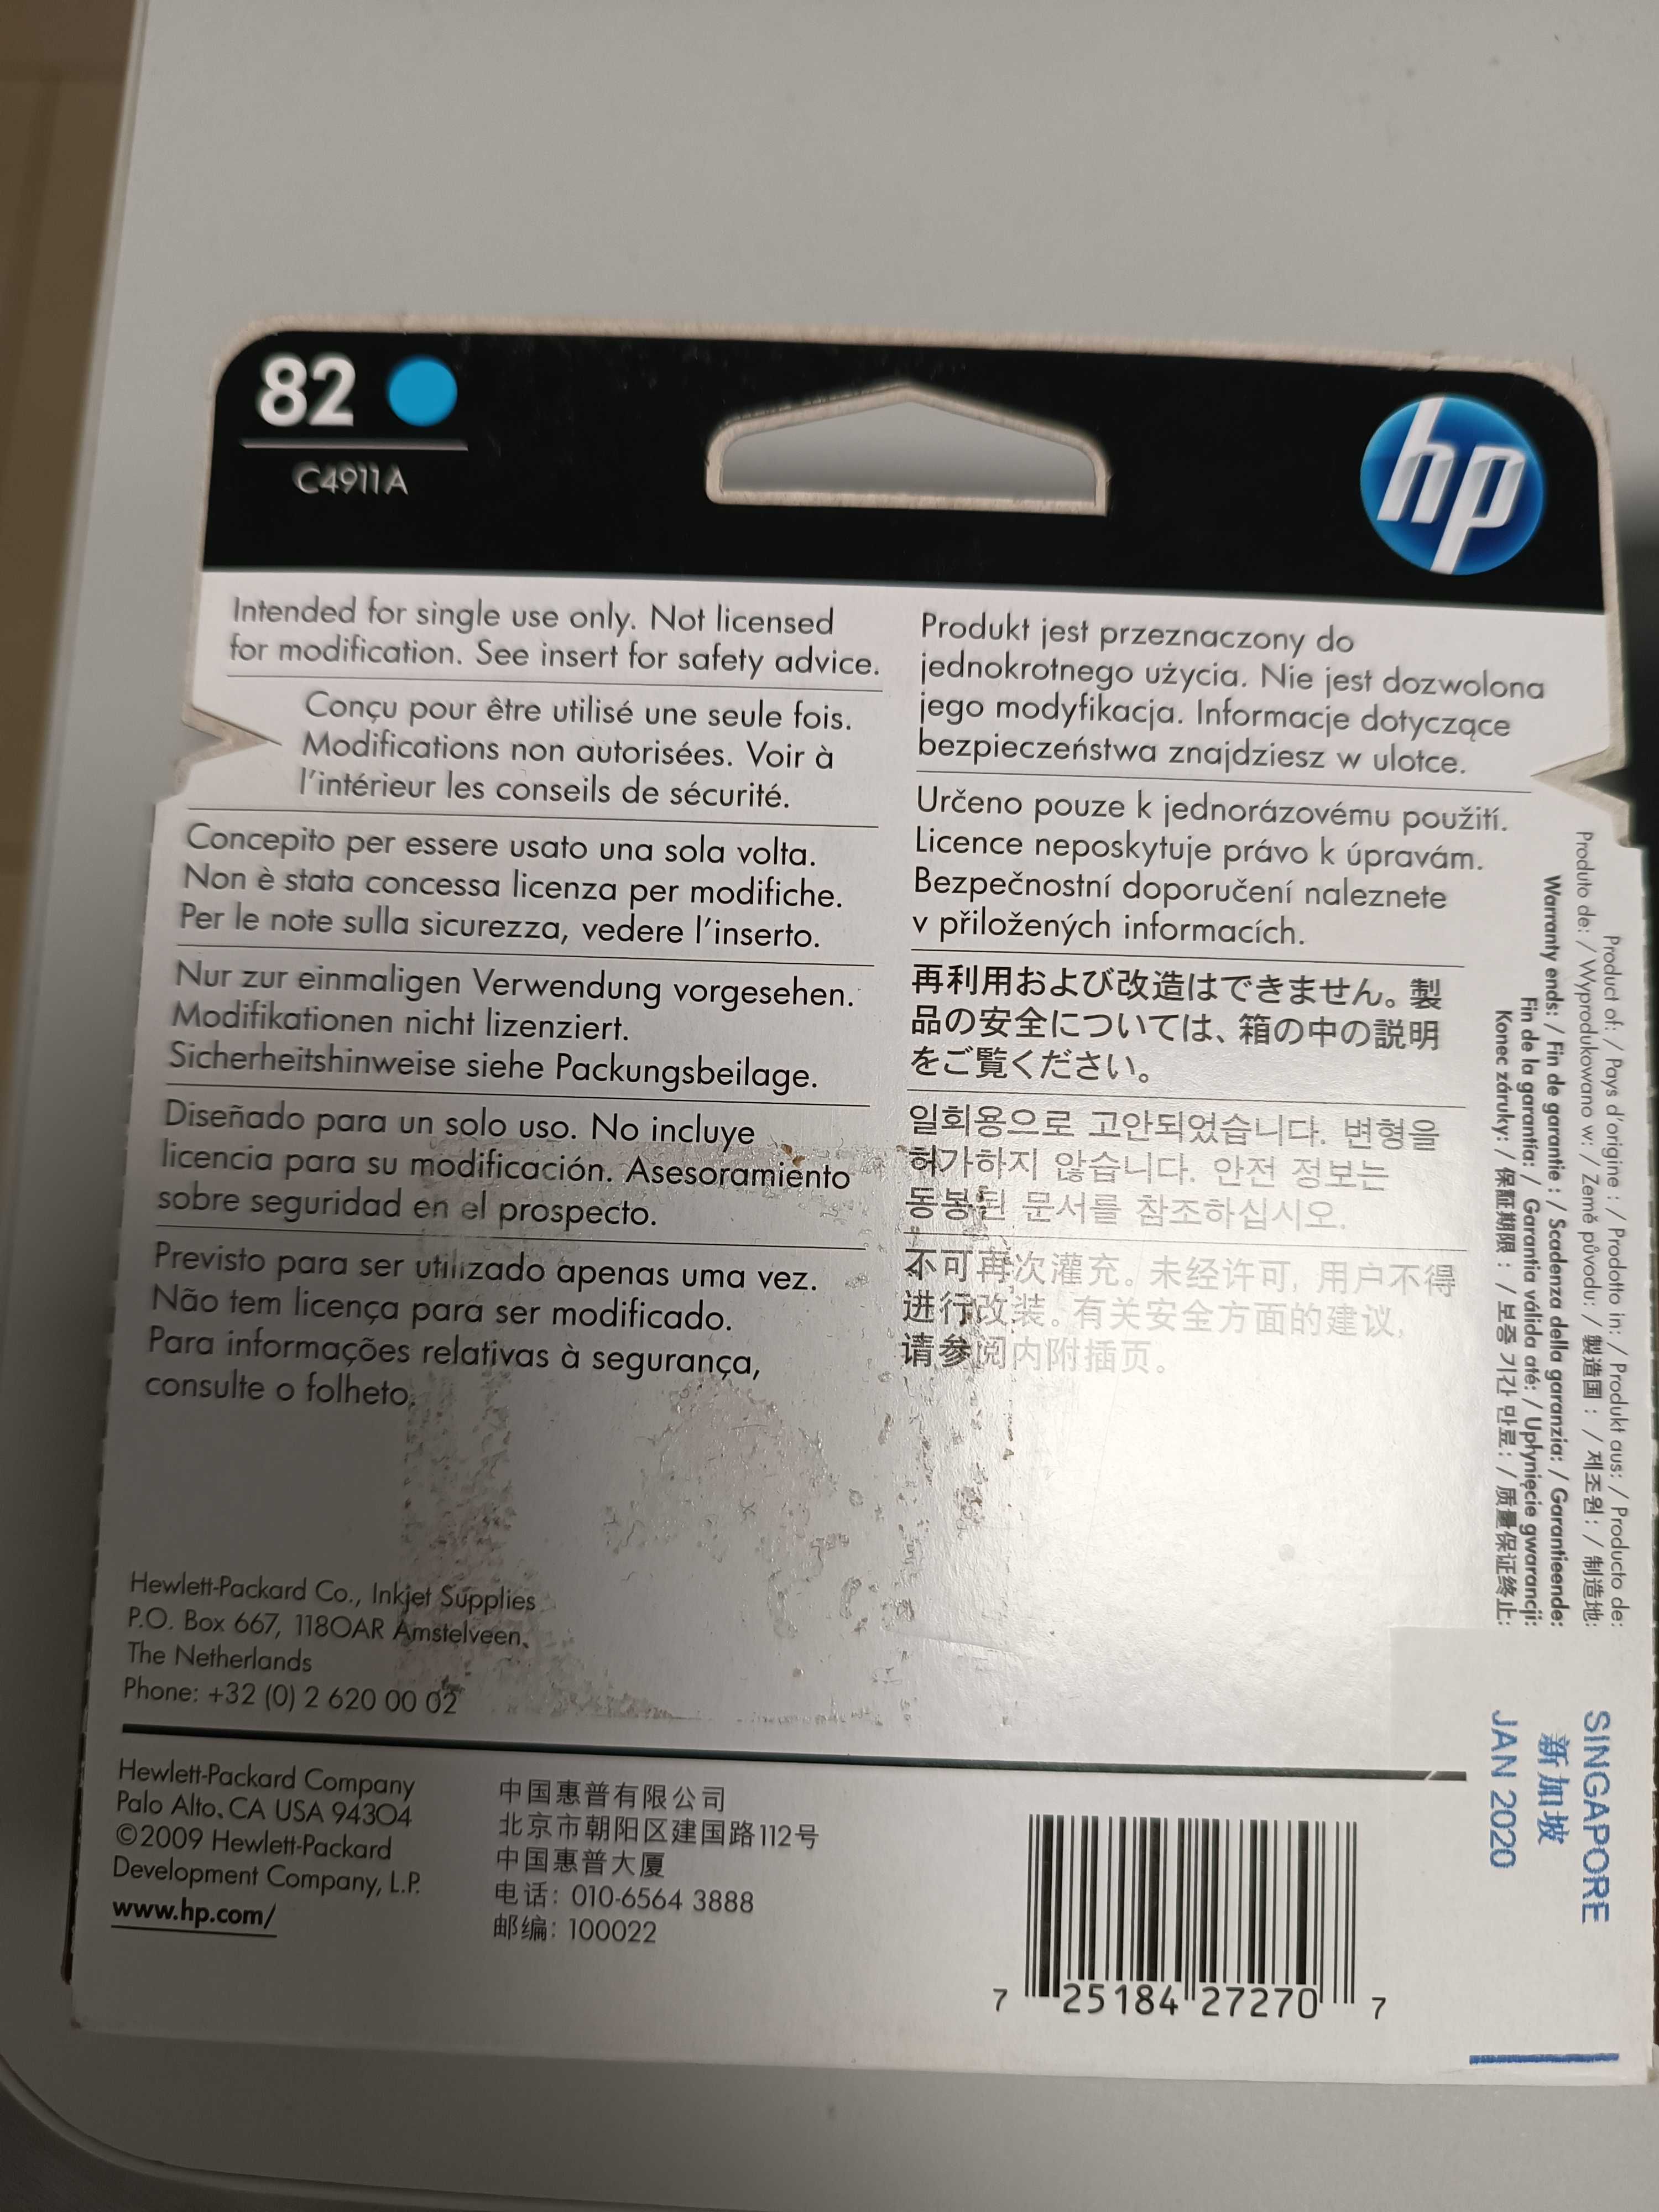 82
C4911A
hp
Intended for single use only. Not licensed
for modification. See insert for safety advice.
Conçu pour être utilisé une seule fois.
Modifications non autorisées. Voir à
l'intérieur les conseils de sécurité.
Concepito per essere usato una sola volta.
Non è stata concessa licenza per modifiche.
Per le note sulla sicurezza, vedere l'inserto.
Nur zur einmaligen Verwendung vorgesehen.
Modifikationen nicht lizenziert.
Sicherheitshinweise siehe Packungsbeilage.
Diseñado para un solo uso. No incluye
licencia para su modificación. Asesoramiento
sobre seguridad en el prospecto.
Previsto para ser utilizado apenas uma vez.
Não tem licença para ser modificado.
Para informações relativas à segurança,
consulte o folheto.
Produkt jest przeznaczony do
jednokrotnego użycia. Nie jest dozwolona
jego modyfikacja. Informacje dotyczące
bezpieczeństwa znajdziesz w ulotce.
Určeno pouze k jednorázovému použití.
Licence neposkytuje právo k úpravám.
Bezpečnostní doporučení naleznete
v přiložených informacích.
再利用および改造はできません。製
品の安全については、箱の中の説明
をご覧ください。
일회용으로 고안되었습니다. 변형을
허가하지 않습니다. 안전 정보는
동봉된 문서를 참조하십시오.
不可再次灌充。未经许可，用户不得
进行改装。有关安全方面的建议，
请参阅内附插页。
Product of: / Pays d'origine : / Prodotto in: / Produkt aus: / Producto de:
Produto de: / Wyprodukowano w: / Země původu: / 製造国： / 제조원: / 制造地:
Warranty ends: / Fin de garantie : / Scadenza della garanzia: / Garantieende:
Fin de la garantía: / Garantia válida até: / Upłynięcie gwarancji:
Konec záruky: / 保証期限： / 보증 기간 만료: / 质量保证终止:
SINGAPORE
新加坡
JAN 2020
Hewlett-Packard Co., Inkjet Supplies
P.O. Box 667, 118OAR Amstelveen,
The Netherlands
Phone: +32 (0) 2 620 00 02
Hewlett-Packard Company
Palo Alto, CA USA 94304
©2009 Hewlett-Packard
Development Company, L.P.
www.hp.com/
中国惠普有限公司
北京市朝阳区建国路112号
中国惠普大厦
电话: 010-6564 3888
邮编: 100022
7 25184 27270 7